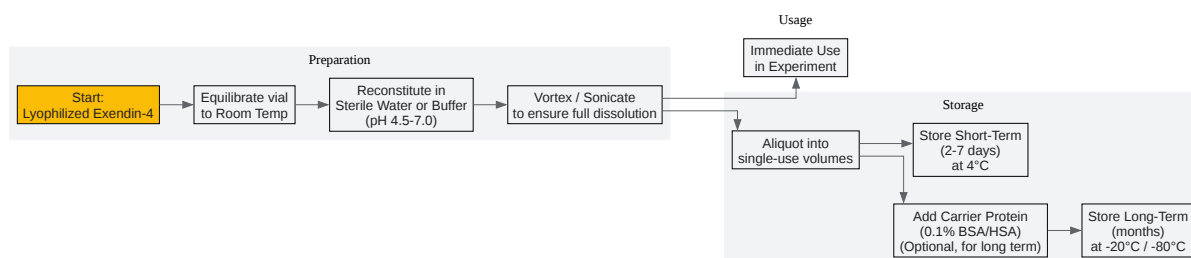 Usage
Preparation
Start:
Lyophilized Exendin-4
Equilibrate vial
to Room Temp
Reconstitute in
Sterile Water or Buffer
(pH 4.5-7.0)
Vortex / Sonicate
to ensure full dissolution
Immediate Use
in Experiment
Storage
Aliquot into
single-use volumes
Store Short-Term
(2-7 days)
at 4°C
Add Carrier Protein
(0.1% BSA/HSA)
(Optional, for long term)
Store Long-Term
(months)
at -20°C / -80°C